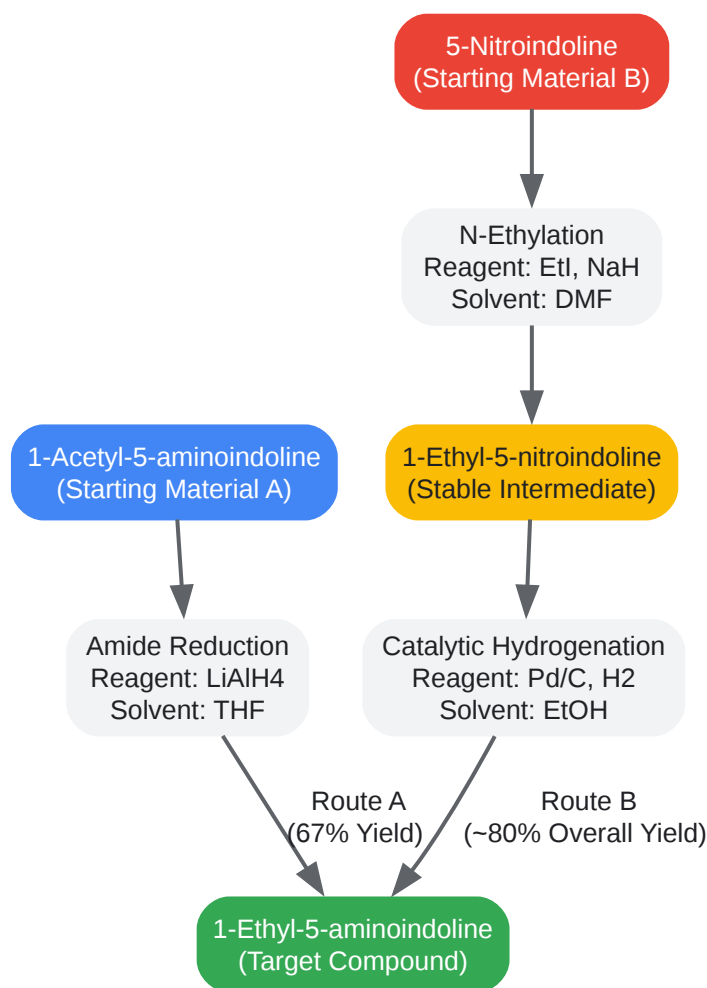 5-Nitroindoline
(Starting Material B)
N-Ethylation
Reagent: EtI, NaH
Solvent: DMF
1-Acetyl-5-aminoindoline
(Starting Material A)
1-Ethyl-5-nitroindoline
(Stable Intermediate)
Amide Reduction
Reagent: LiAlH4
Solvent: THF
Catalytic Hydrogenation
Reagent: Pd/C, H2
Solvent: EtOH
Route A
(67% Yield)
Route B
(~80% Overall Yield)
1-Ethyl-5-aminoindoline
(Target Compound)